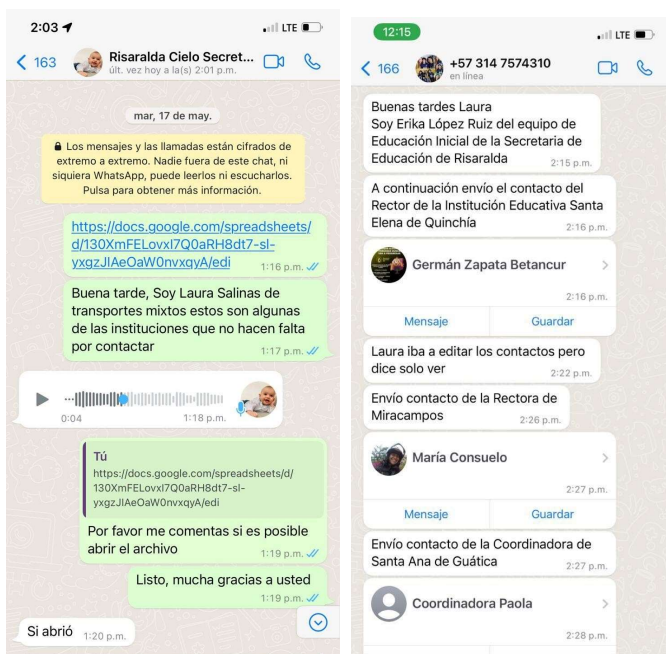 2:03
LTE
163
Risaralda Cielo Secret...
últ. vez hoy a la(s) 2:01 p.m.
mar, 17 de may.
Los mensajes y las llamadas están cifrados de
extremo a extremo. Nadie fuera de este chat, ni
siquiera WhatsApp, puede leerlos ni escucharlos.
Pulsa para obtener más información.
https://docs.google.com/spreadsheets/
d/130XmFELovxI7Q0aRH8dt7-sI-
yxgzJIAeOaW0nvxqyA/edi
1:16 p.m.
Buena tarde, Soy Laura Salinas de
transportes mixtos estos son algunas
de las instituciones que no hacen falta
por contactar
1:17 p.m.
0:04
1:18 p.m.
Tú
https://docs.google.com/spreadsheets/d/
130XmFELovxI7Q0aRH8dt7-sI-
yxgzJIAeOaW0nvxqyA/edi
Por favor me comentas si es posible
abrir el archivo
1:19 p.m.
Listo, mucha gracias a usted
1:19 p.m.
Si abrió
1:20 p.m.
12:15
LTE
166
+57 314 7574310
en línea
Buenas tardes Laura
Soy Erika López Ruiz del equipo de
Educación Inicial de la Secretaria de
Educación de Risaralda
2:15 p.m.
A continuación envío el contacto del
Rector de la Institución Educativa Santa
Elena de Quinchía
2:16 p.m.
Germán Zapata Betancur
2:16 p.m.
Mensaje Guardar
Laura iba a editar los contactos pero
dice solo ver
2:22 p.m.
Envío contacto de la Rectora de
Miracampos
2:26 p.m.
María Consuelo
2:27 p.m.
Mensaje Guardar
Envío contacto de la Coordinadora de
Santa Ana de Guática
2:27 p.m.
Coordinadora Paola
2:28 p.m.